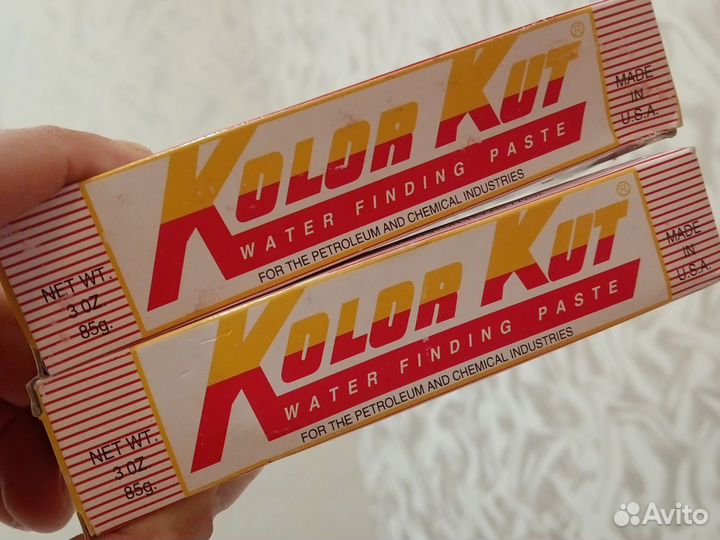 KOLOR KUT®
WATER FINDING PASTE
FOR THE PETROLEUM AND CHEMICAL INDUSTRIES
MADE
IN
U.S.A.
NET WT.
3.OZ
85g.
KOLOR KUT®
WATER FINDING PASTE
FOR THE PETROLEUM AND CHEMICAL INDUSTRIES
MADE
IN
U.S.A.
NET WT.
3.OZ
85g.
Avito